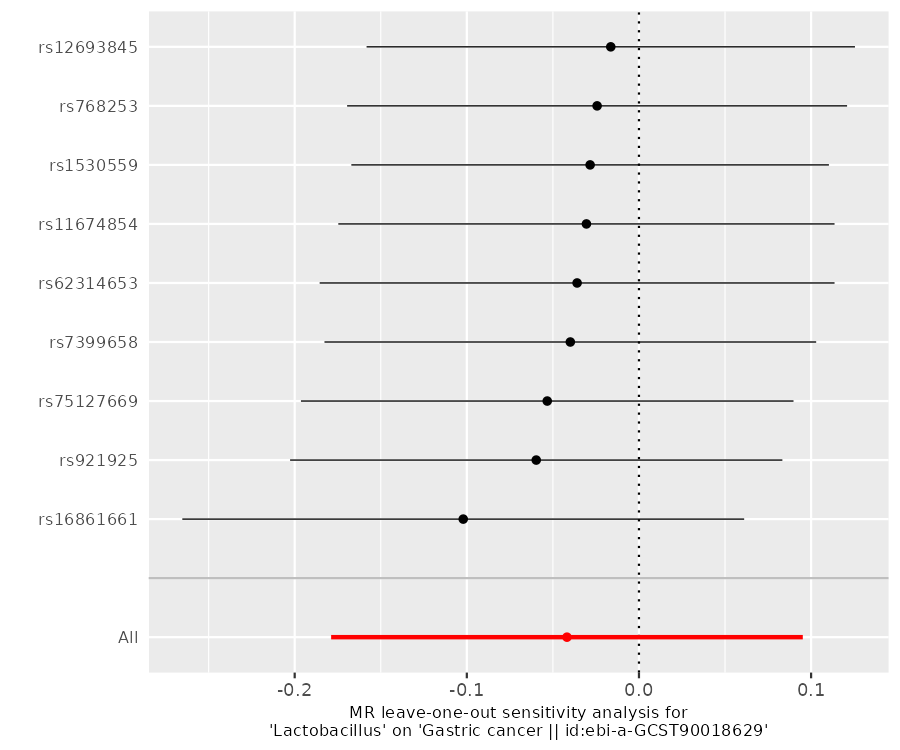 rs12693845
rs768253
rs1530559
rs11674854
rs62314653
rs7399658
rs75127669
rs921925
rs16861661
All
-0.2
-0.1
0.0
0.1
MR leave-one-out sensitivity analysis for
'Lactobacillus' on 'Gastric cancer || id:ebi-a-GCST90018629'